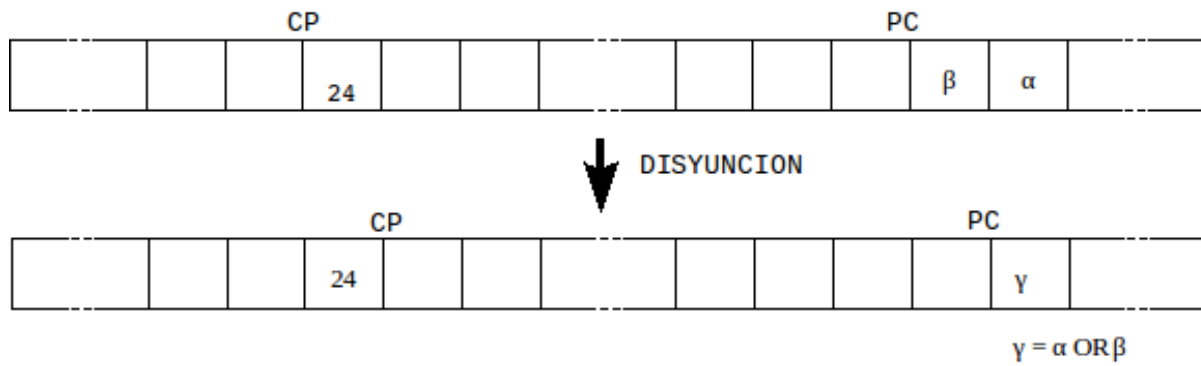 CP PC
24 β α
DISYUNCION
CP PC
24 γ
γ = α OR β